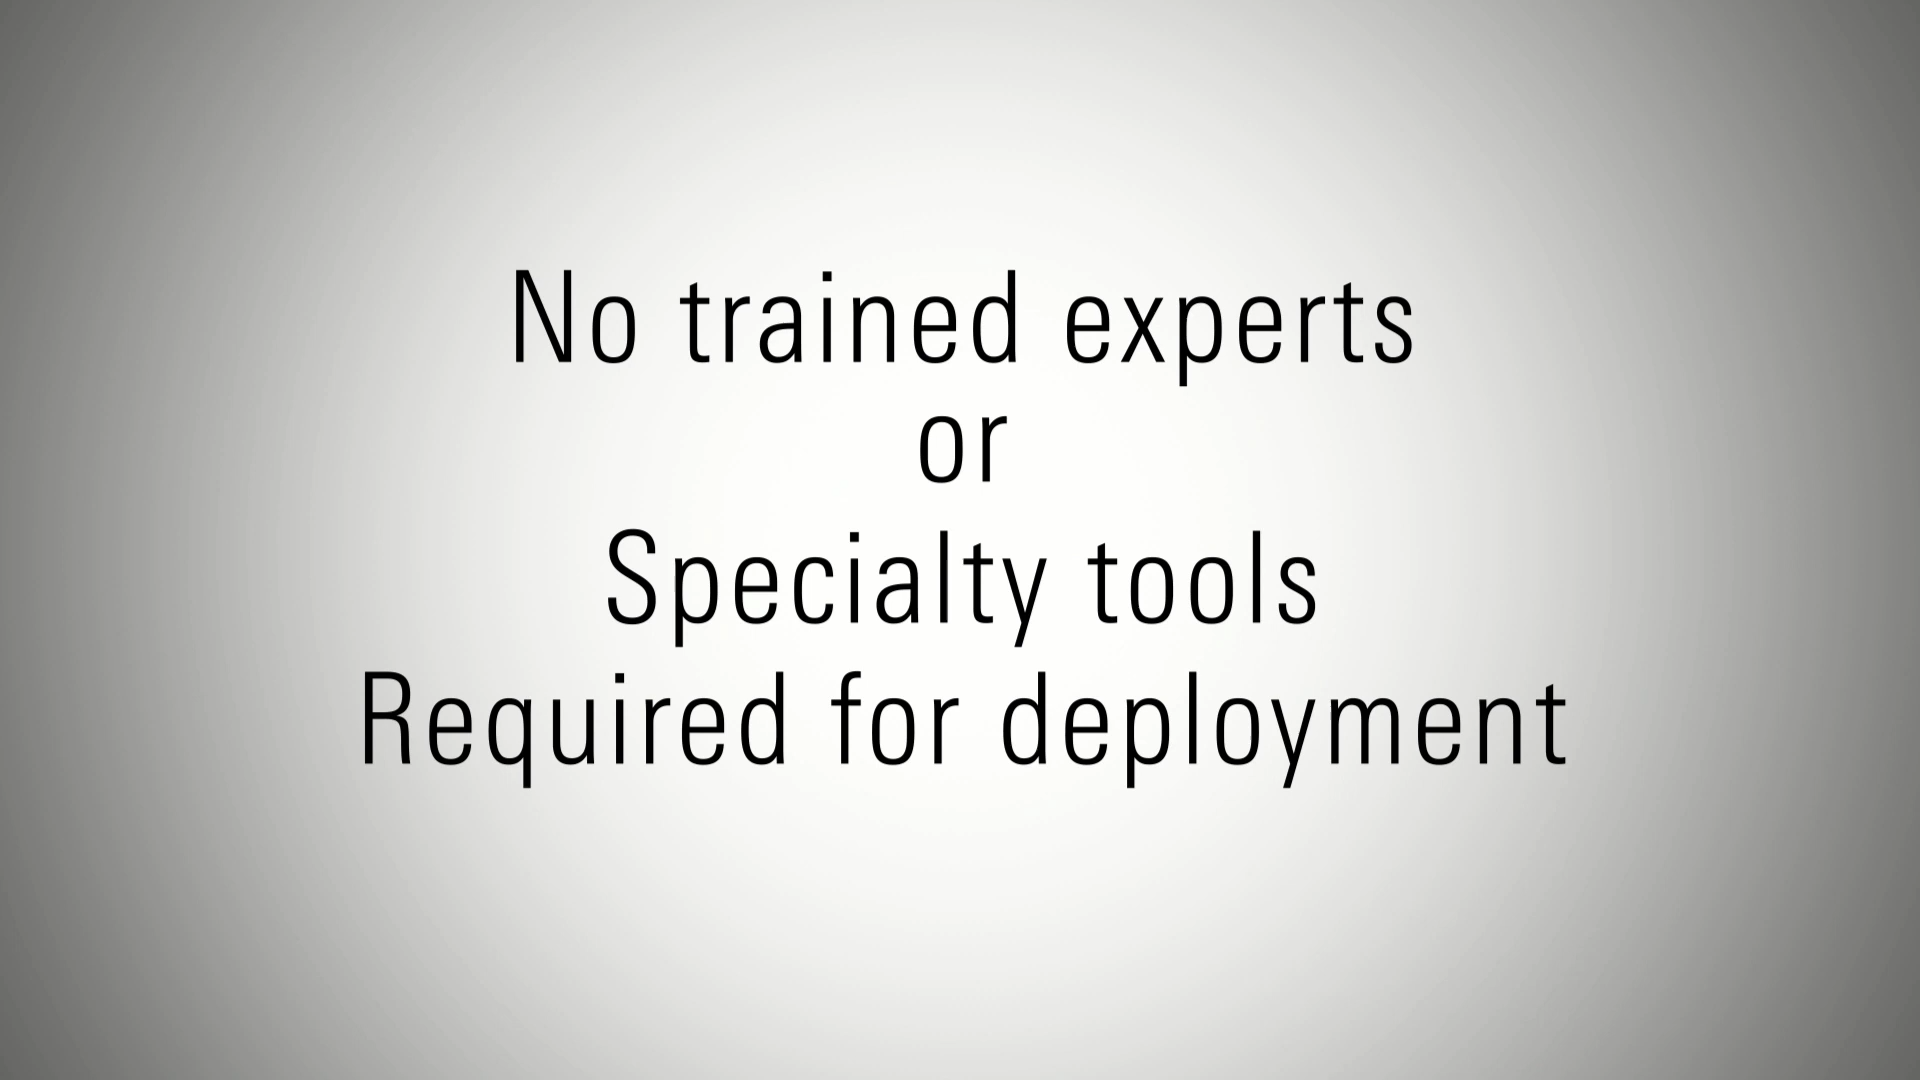 No trained experts
or
Specialty tools
Required for deployment